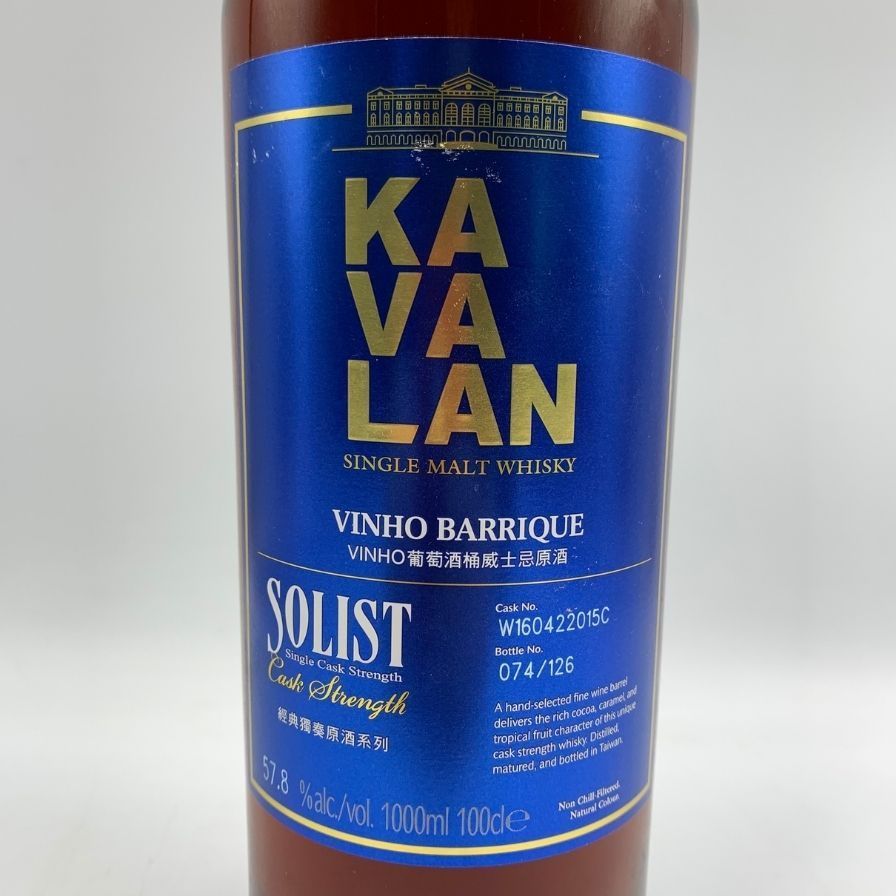 KA
VA
LAN
SINGLE MALT WHISKY
VINHO BARRIQUE
VINHO葡萄酒桶威士忌原酒
SOLIST
Single Cask Strength
Cask Strength
經典獨奏原酒系列
Cask No.
W160422015C
Bottle No.
074/126
A hand-selected fine wine barrel
delivers the rich cocoa, caramel, and
tropical fruit character of this unique
cask strength whisky. Distilled,
matured, and bottled in Taiwan.
57.8 %alc./vol. 1000ml 100cl℮
Non Chill-Filtered.
Natural Colour.